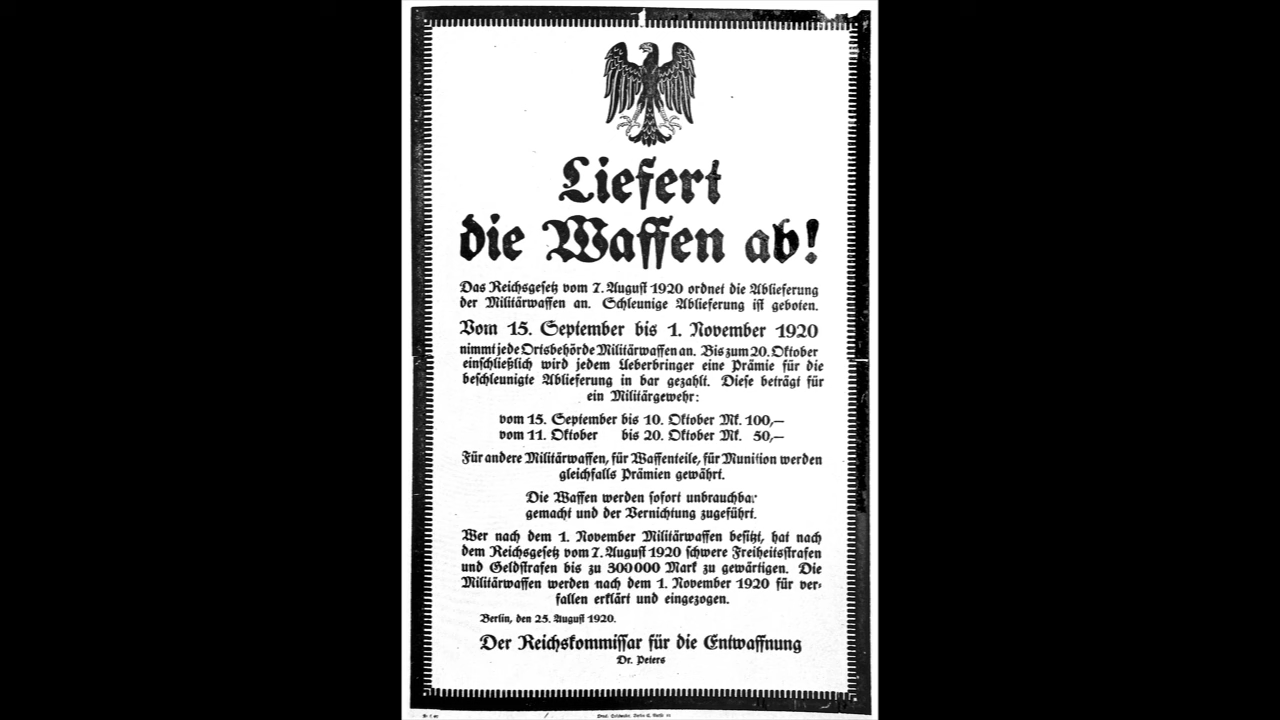 Liefert
die Waffen ab!
Das Reichsgesetz vom 7. August 1920 ordnet die Ablieferung
der Militärwaffen an. Schleunige Ablieferung ist geboten.
Vom 15. September bis 1. November 1920
nimmt jede Ortsbehörde Militärwaffen an. Bis zum 20. Oktober
einschließlich wird jedem Ueberbringer eine Prämie für die
beschleunigte Ablieferung in bar gezahlt. Diese beträgt für
ein Militärgewehr:
vom 15. September bis 10. Oktober Mk. 100,—
vom 11. Oktober bis 20. Oktober Mk. 50,—
Für andere Militärwaffen, für Waffenteile, für Munition werden
gleichfalls Prämien gewährt.
Die Waffen werden sofort unbrauchbar
gemacht und der Vernichtung zugeführt.
Wer nach dem 1. November Militärwaffen besitzt, hat nach
dem Reichsgesetz vom 7. August 1920 schwere Freiheitsstrafen
und Geldstrafen bis zu 300000 Mark zu gewärtigen. Die
Militärwaffen werden nach dem 1. November 1920 für ver-
fallen erklärt und eingezogen.
Berlin, den 25. August 1920.
Der Reichskommissar für die Entwaffnung
Dr. Peters